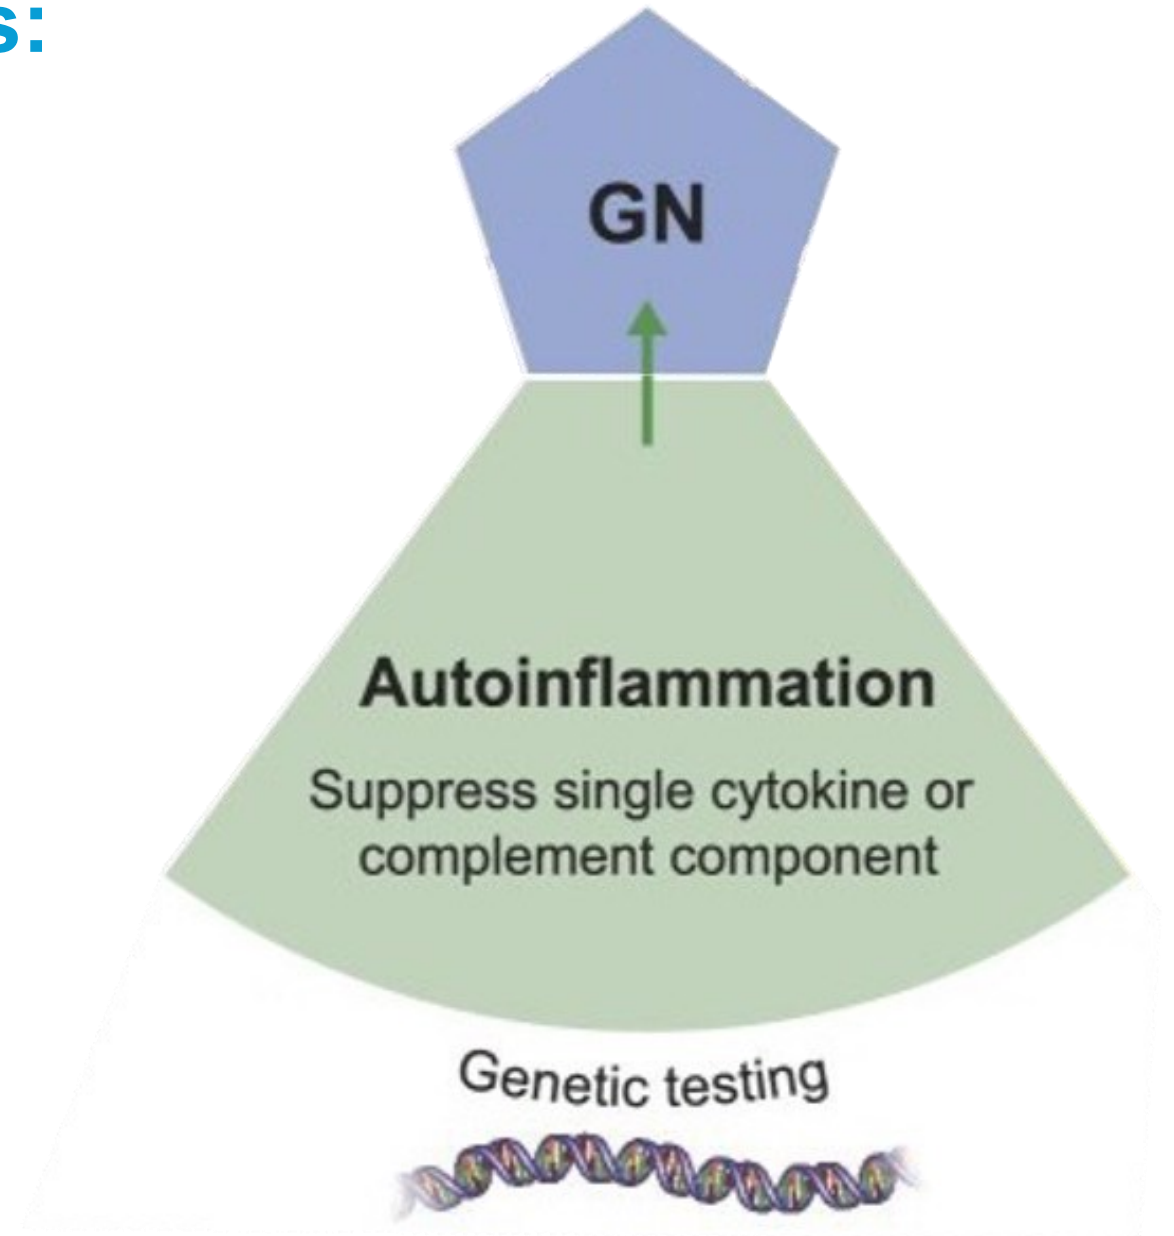 s:
GN
Autoinflammation
Suppress single cytokine or
complement component
Genetic testing